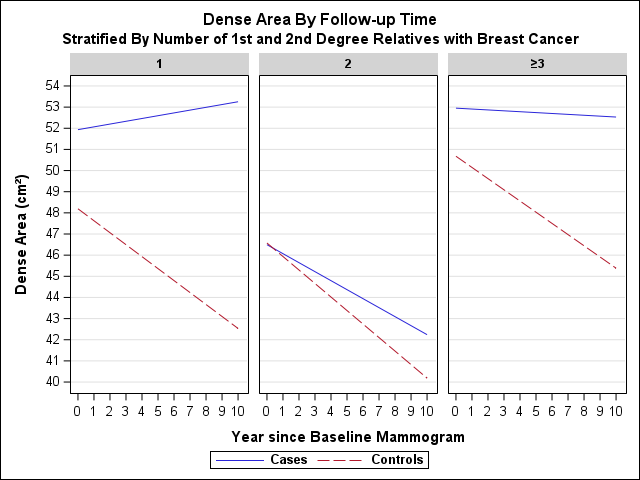 Dense Area By Follow-up Time
Stratified By Number of 1st and 2nd Degree Relatives with Breast Cancer
1 2 ≥3
54
53
52
51
50
49
48
47
46
45
44
43
42
41
40
Dense Area (cm²)
0 1 2 3 4 5 6 7 8 9 10 0 1 2 3 4 5 6 7 8 9 10 0 1 2 3 4 5 6 7 8 9 10
Year since Baseline Mammogram
Cases Controls